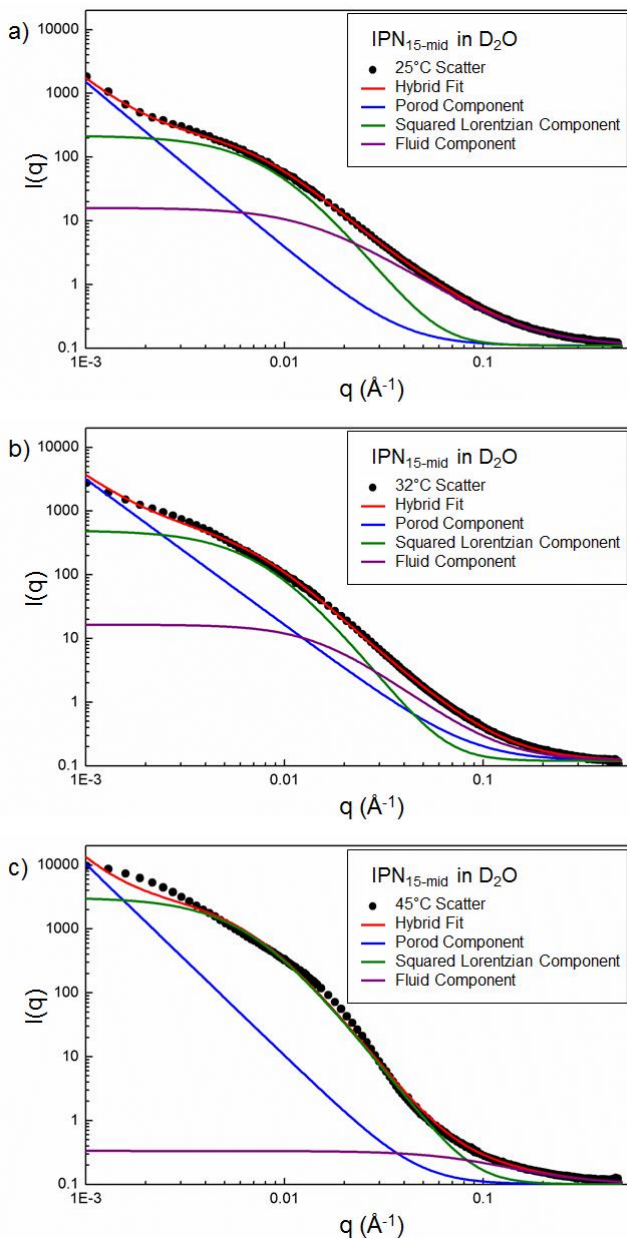 a)
10000
1000
100
10
1
0.1
I(q)
IPN15-mid in D2O
25°C Scatter
Hybrid Fit
Porod Component
Squared Lorentzian Component
Fluid Component
1E-3
0.01
0.1
q (Å-1)
b)
10000
1000
100
10
1
0.1
I(q)
IPN15-mid in D2O
32°C Scatter
Hybrid Fit
Porod Component
Squared Lorentzian Component
Fluid Component
1E-3
0.01
0.1
q (Å-1)
c)
10000
1000
100
10
1
0.1
I(q)
IPN15-mid in D2O
45°C Scatter
Hybrid Fit
Porod Component
Squared Lorentzian Component
Fluid Component
1E-3
0.01
0.1
q (Å-1)